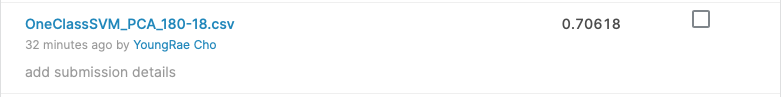 OneClassSVM_PCA_180-18.csv 0.70618
32 minutes ago by YoungRae Cho
add submission details